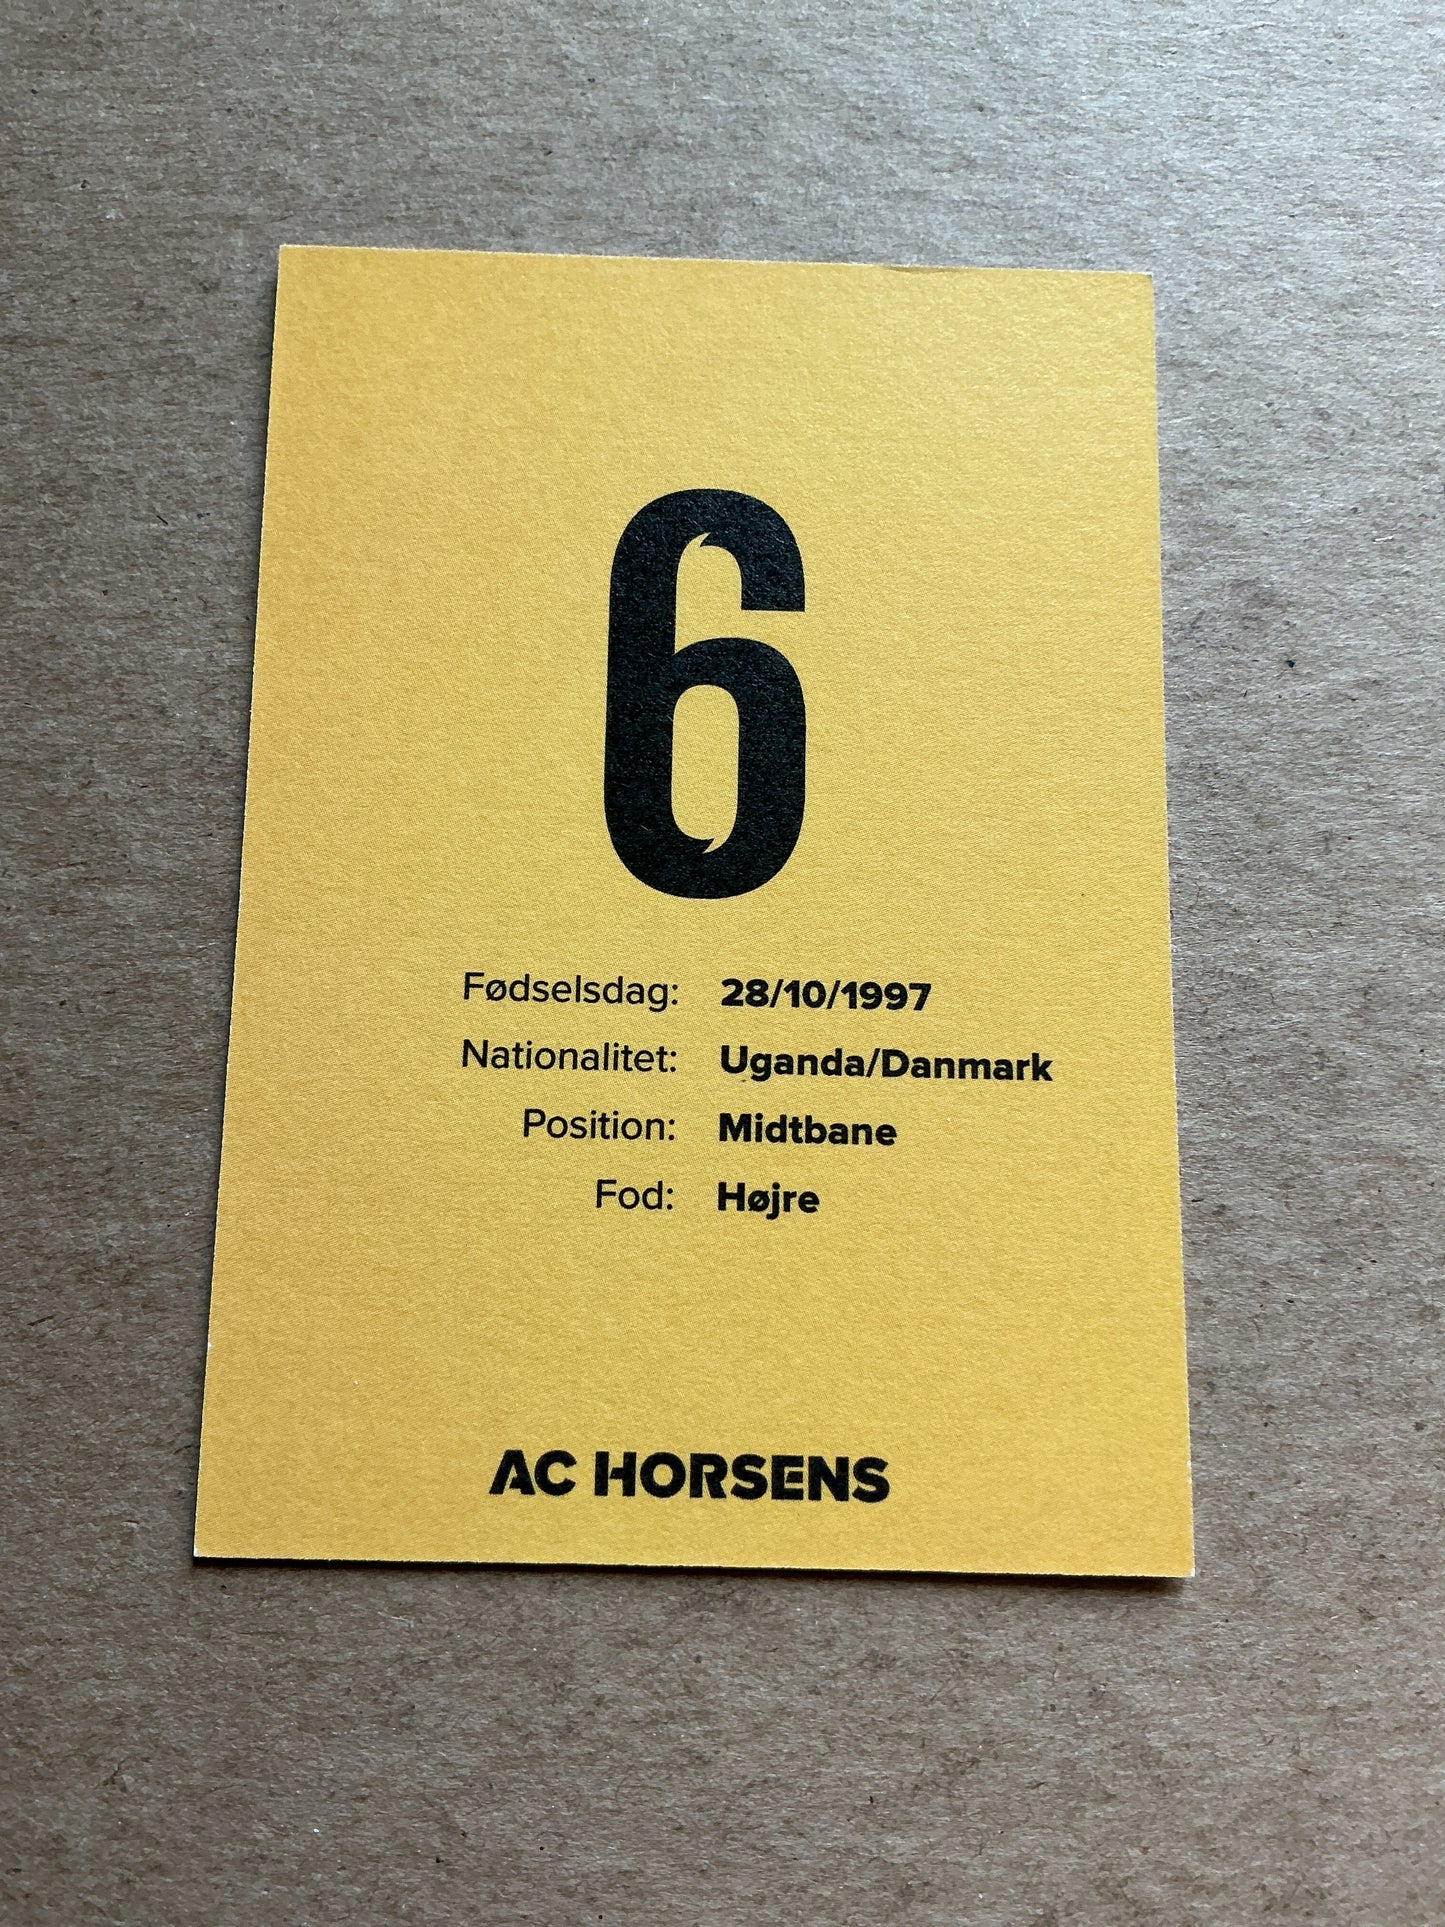 6
Fødselsdag: 28/10/1997
Nationalitet: Uganda/Danmark
Position: Midtbane
Fod: Højre
AC HORSENS